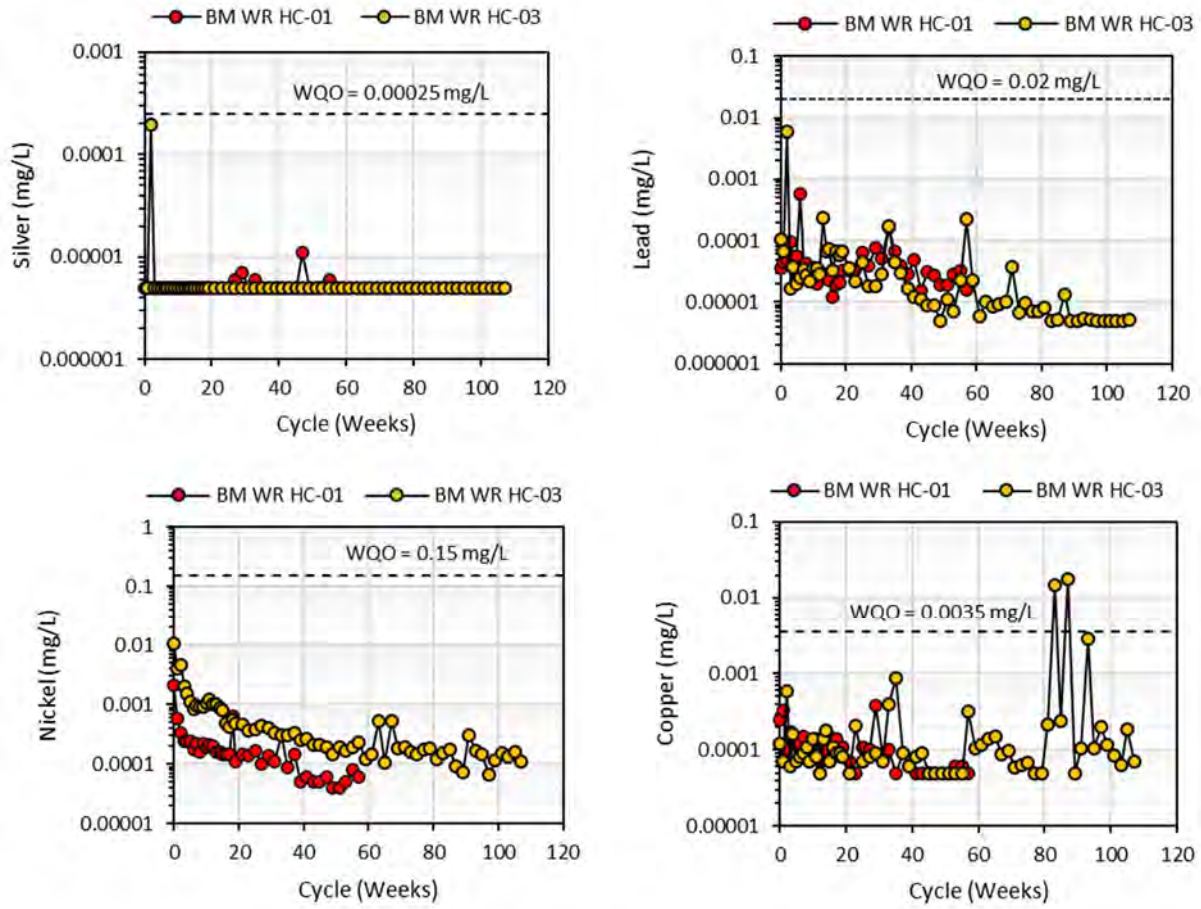 BM WR HC-01 BM WR HC-03
0.001
WQO = 0.00025 mg/L
0.0001
0.00001
0.000001
Silver (mg/L)
0 20 40 60 80 100 120
Cycle (Weeks)
BM WR HC-01 BM WR HC-03
0.1
WQO = 0.02 mg/L
0.01
0.001
0.0001
0.00001
0.000001
Lead (mg/L)
0 20 40 60 80 100 120
Cycle (Weeks)
BM WR HC-01 BM WR HC-03
1
WQO = 0.15 mg/L
0.1
0.01
0.001
0.0001
0.00001
Nickel (mg/L)
0 20 40 60 80 100 120
Cycle (Weeks)
BM WR HC-01 BM WR HC-03
0.1
0.01
WQO = 0.0035 mg/L
0.001
0.0001
0.00001
Copper (mg/L)
0 20 40 60 80 100 120
Cycle (Weeks)